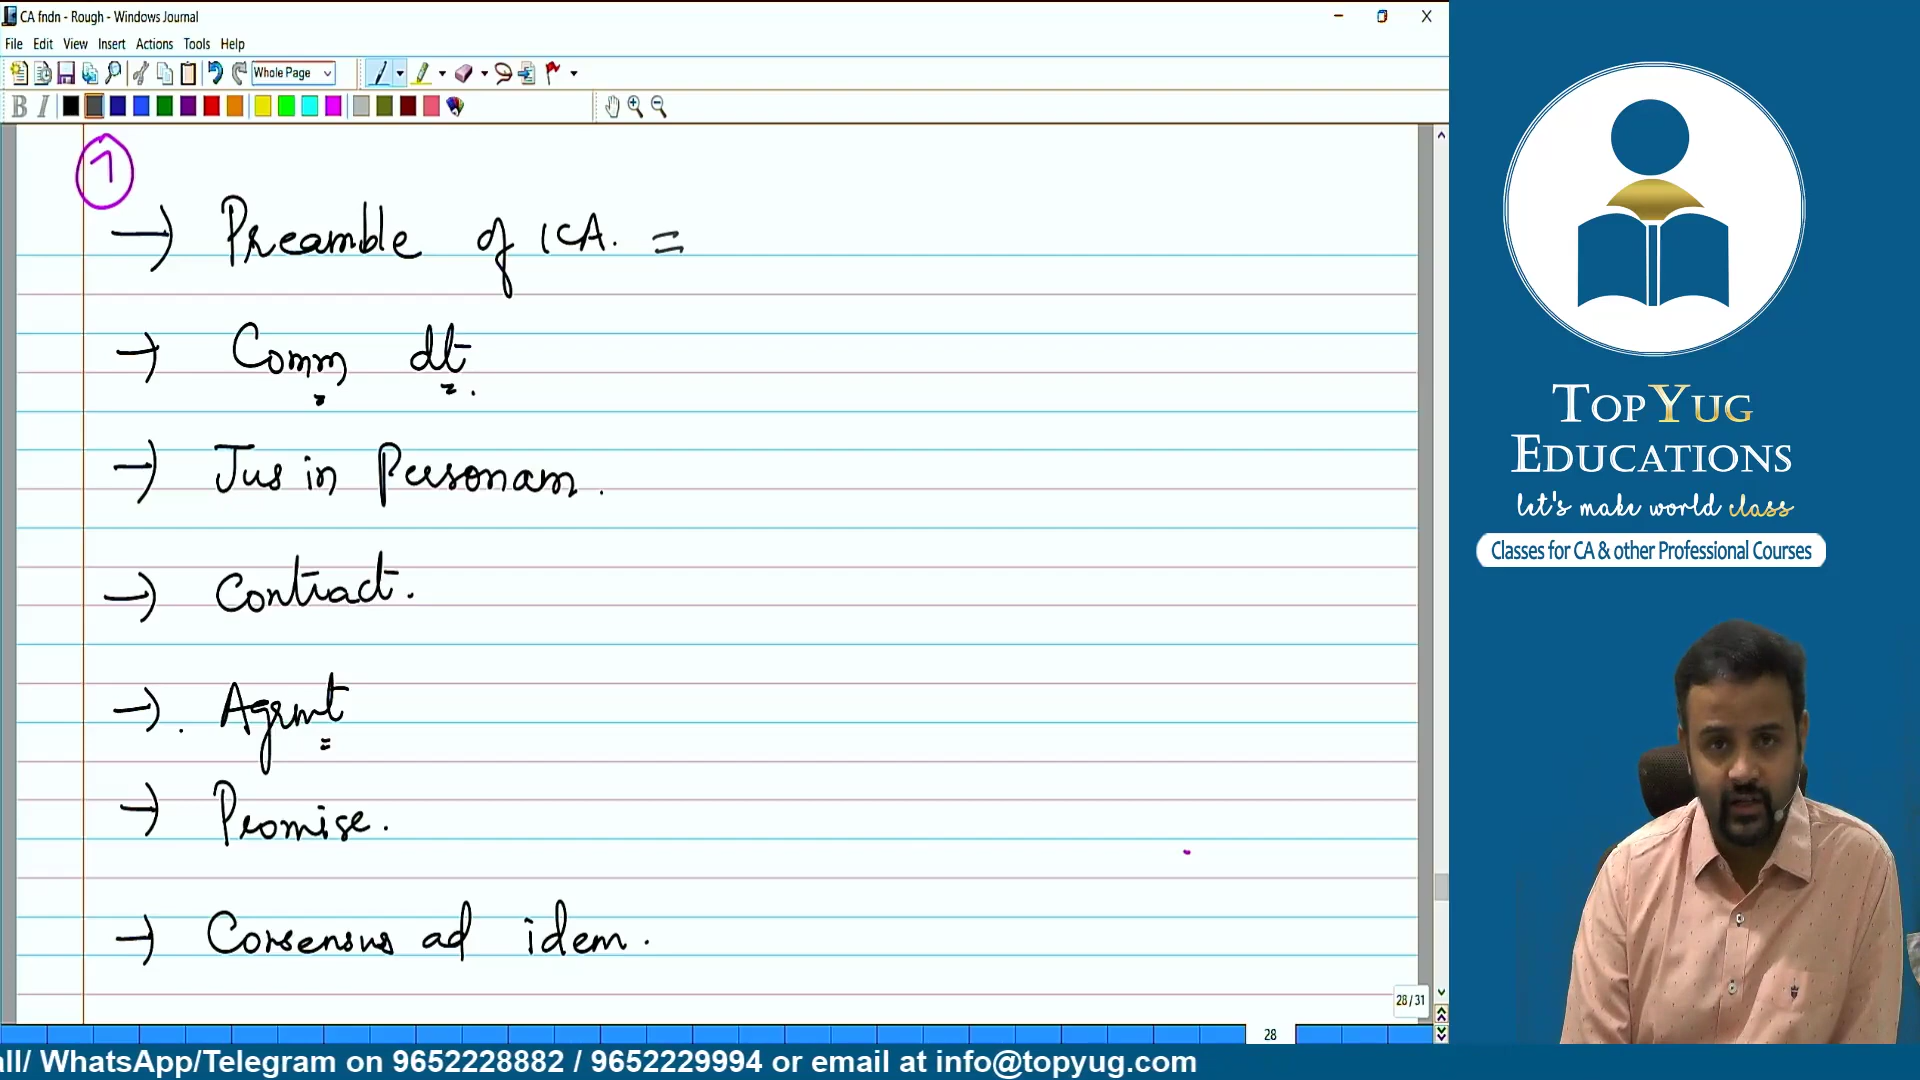 CA fndn - Rough - Windows Journal
File Edit View Insert Actions Tools Help
Whole Page
B I
1
→ Preamble of ICA. =
→ Comm dt.
→ Jus in Personam.
→ Contract.
→ Agrmt
→ Promise.
→ Consensus ad idem.
28/31
28
all/ WhatsApp/Telegram on 9652228882 / 9652229994 or email at info@topyug.com
TOPYUG
EDUCATIONS
let's make world class
Classes for CA & other Professional Courses